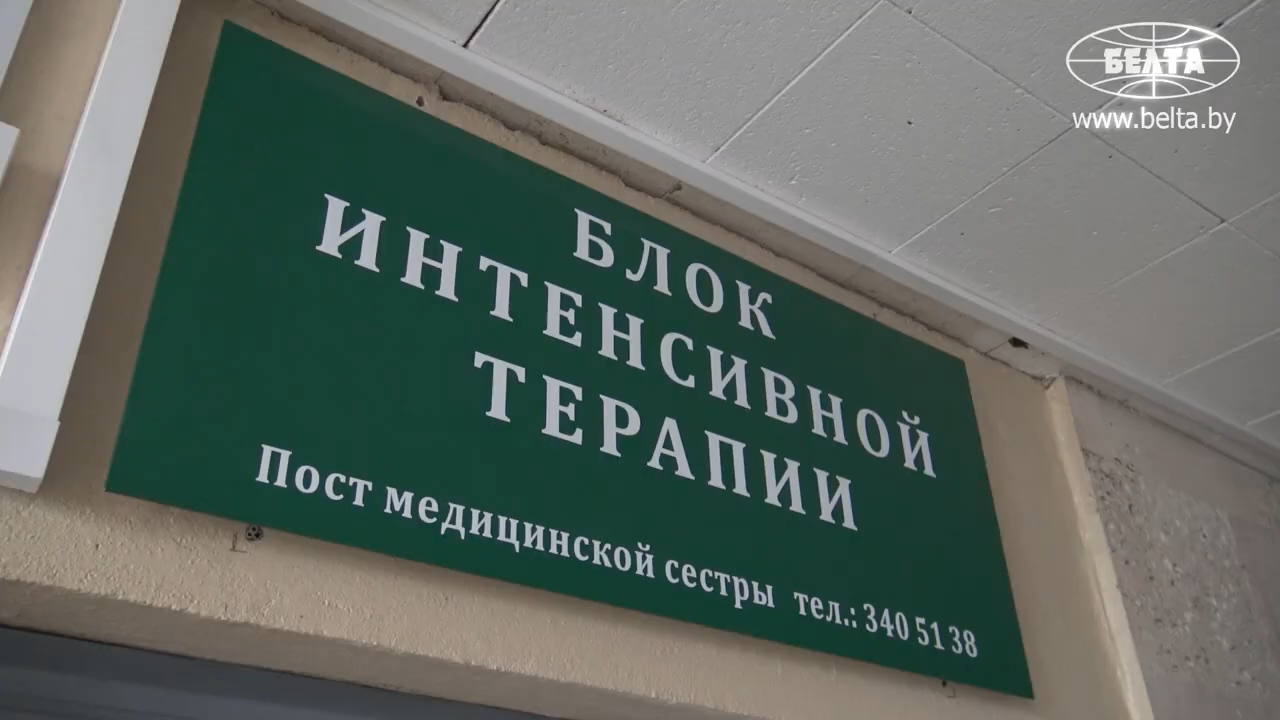 БЕЛТА
www.belta.by
БЛОК
ИНТЕНСИВНОЙ
ТЕРАПИИ
Пост медицинской сестры тел.: 340 51 38